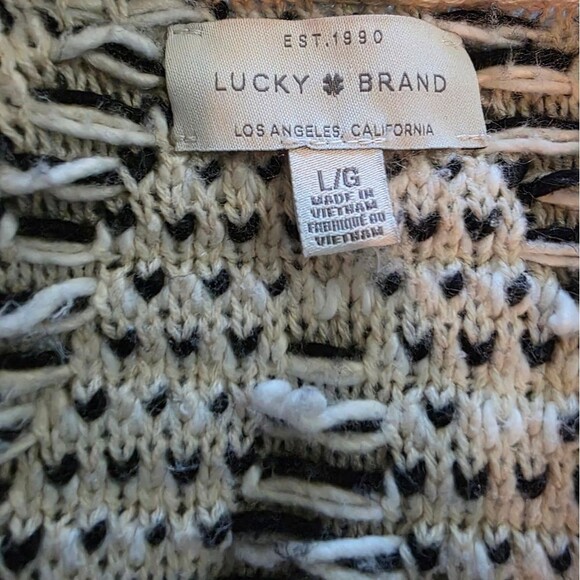 EST.1990
LUCKY BRAND
LOS ANGELES, CALIFORNIA
L/G
MADE IN
VIETNAM
FABRIQUÉ AU
VIETNAM